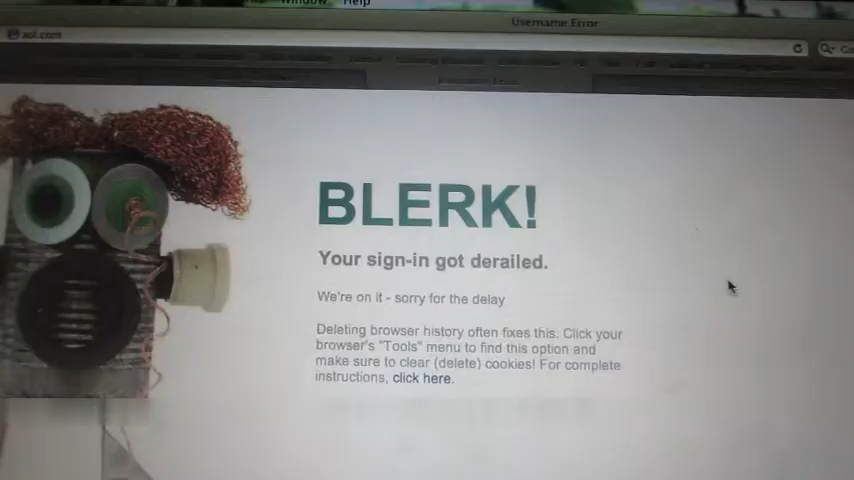 Window Help
Username Error
aol.com
BLERK!
Your sign-in got derailed.
We're on it - sorry for the delay
Deleting browser history often fixes this. Click your
browser's "Tools" menu to find this option and
make sure to clear (delete) cookies! For complete
instructions, click here.